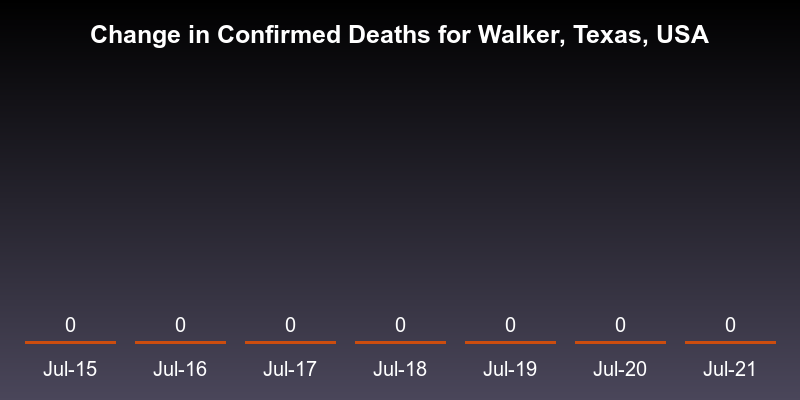 Change in Confirmed Deaths for Walker, Texas, USA
0 0 0 0 0 0 0
Jul-15 Jul-16 Jul-17 Jul-18 Jul-19 Jul-20 Jul-21